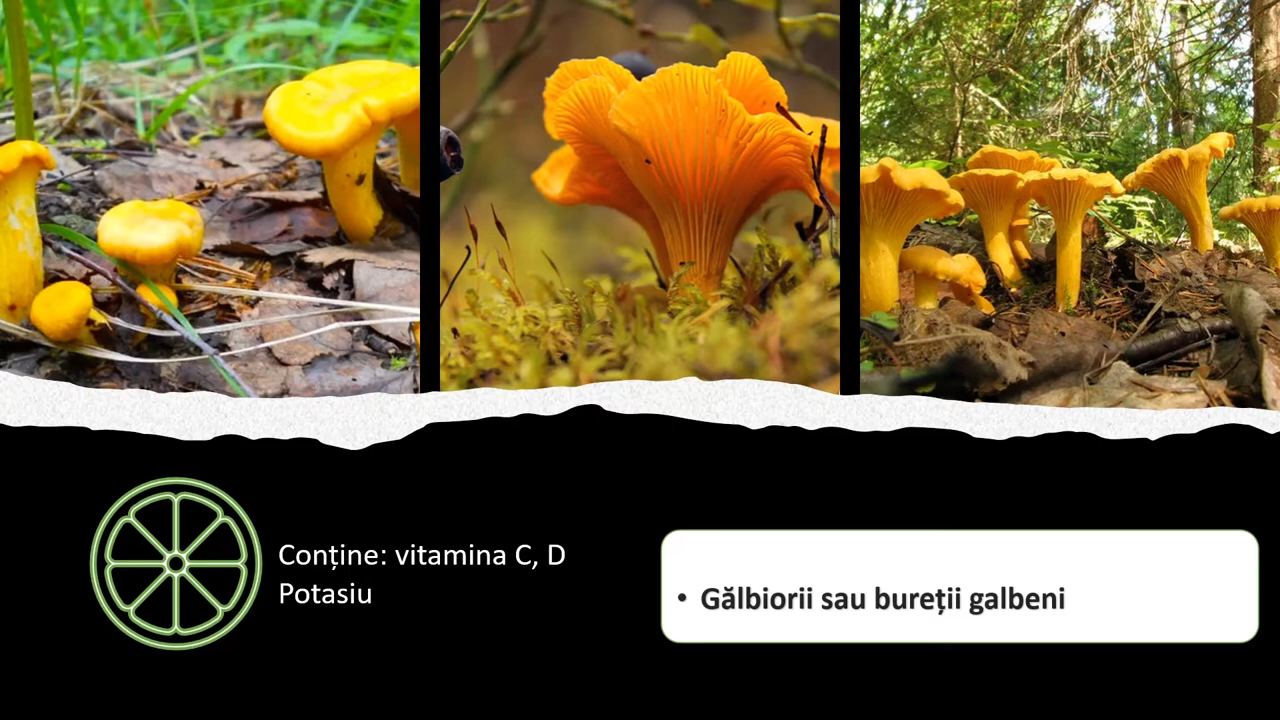 Conține: vitamina C, D
Potasiu
• Gălbiorii sau bureții galbeni